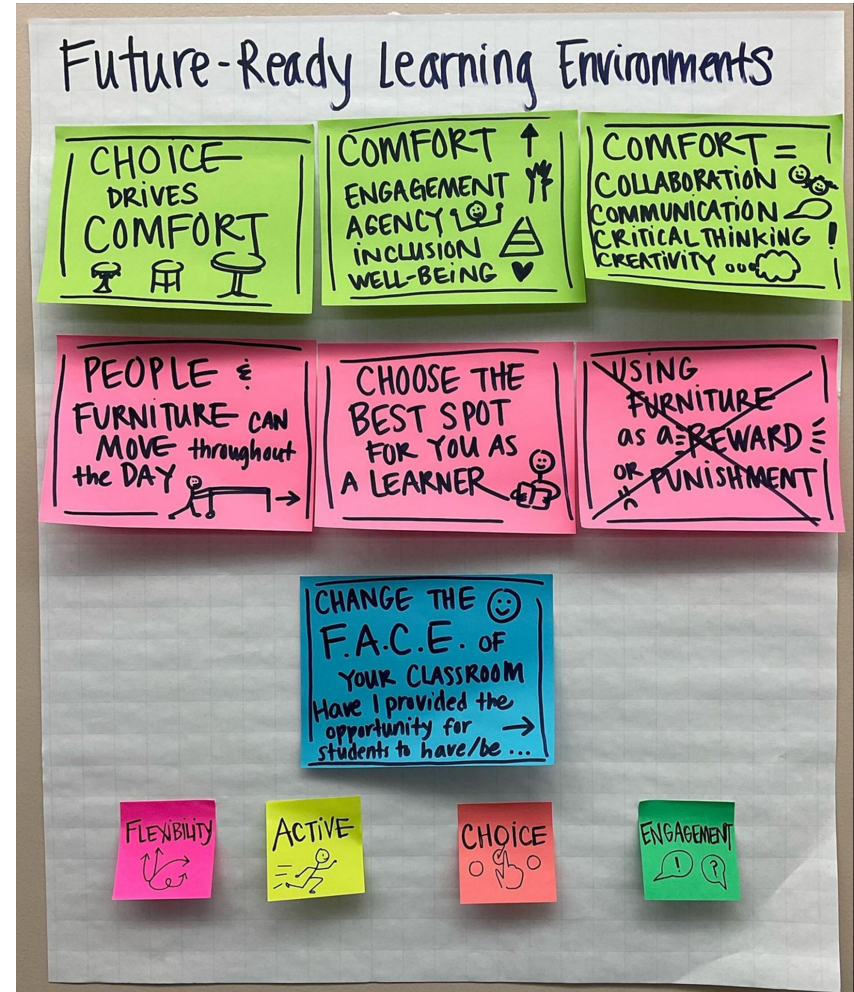 Future-Ready Learning Environments
CHOICE
DRIVES
COMFORT
COMFORT
ENGAGEMENT
AGENCY
INCLUSION
WELL-BEING
COMFORT =
COLLABORATION
COMMUNICATION
CRITICAL THINKING !
CREATIVITY ...
PEOPLE &
FURNITURE CAN
MOVE throughout
the DAY
CHOOSE THE
BEST SPOT
FOR YOU AS
A LEARNER
USING
FURNITURE
as a REWARD
OR PUNISHMENT
CHANGE THE
F.A.C.E. OF
YOUR CLASSROOM
Have I provided the
opportunity for
students to have/be ...
FLEXIBILITY
ACTIVE
CHOICE
ENGAGEMENT
! ?